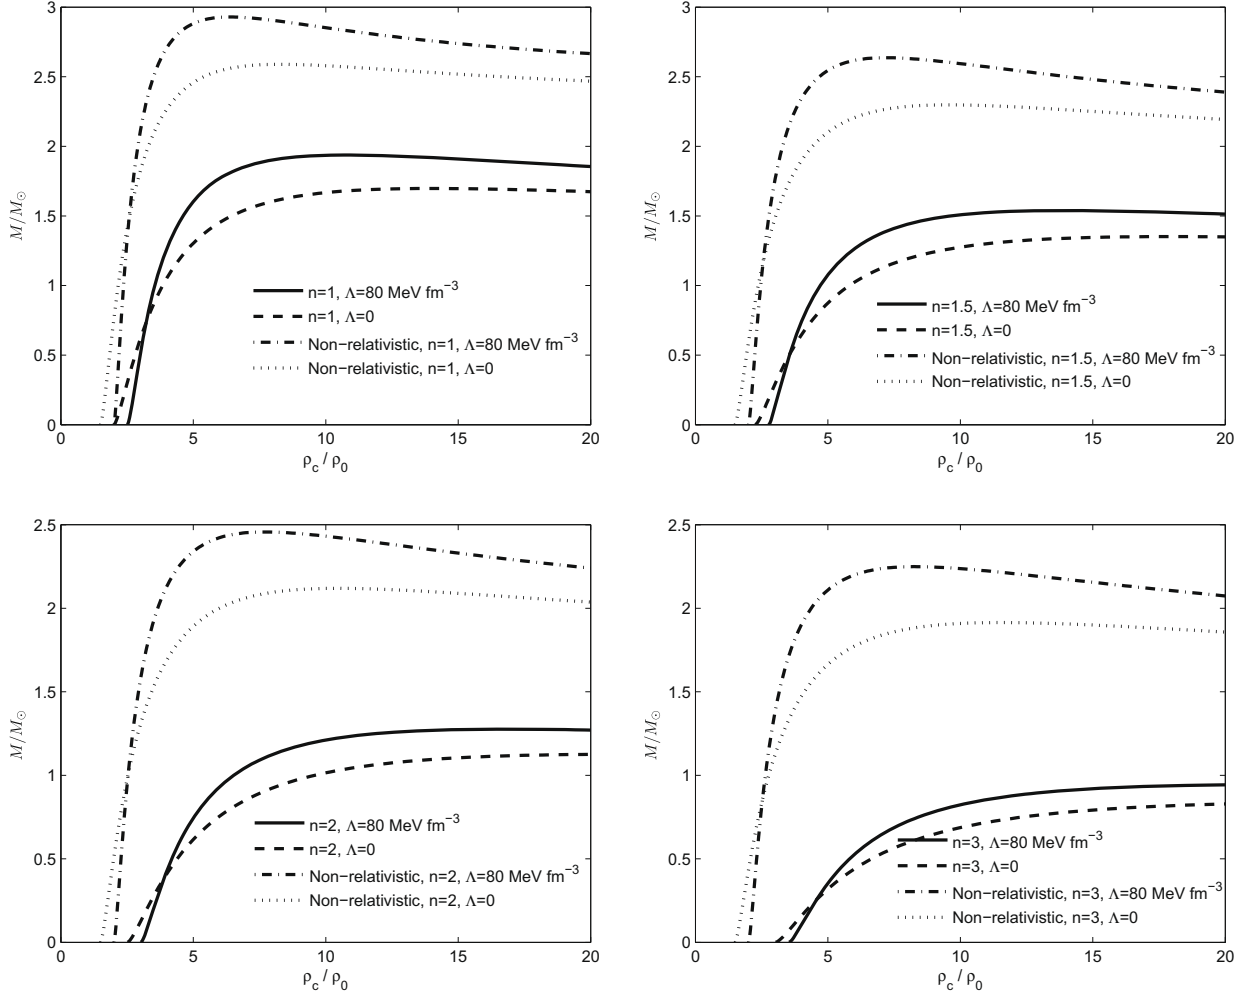 3
2.5
2
1.5
1
0.5
0
M/M⊙
n=1, Λ=80 MeV fm⁻³
n=1, Λ=0
Non−relativistic, n=1, Λ=80 MeV fm⁻³
Non−relativistic, n=1, Λ=0
0 5 10 15 20
ρc / ρ0
3
2.5
2
1.5
1
0.5
0
M/M⊙
n=1.5, Λ=80 MeV fm⁻³
n=1.5, Λ=0
Non−relativistic, n=1.5, Λ=80 MeV fm⁻³
Non−relativistic, n=1.5, Λ=0
0 5 10 15 20
ρc / ρ0
2.5
2
1.5
1
0.5
0
M/M⊙
n=2, Λ=80 MeV fm⁻³
n=2, Λ=0
Non−relativistic, n=2, Λ=80 MeV fm⁻³
Non−relativistic, n=2, Λ=0
0 5 10 15 20
ρc / ρ0
2.5
2
1.5
1
0.5
0
M/M⊙
n=3, Λ=80 MeV fm⁻³
n=3, Λ=0
Non−relativistic, n=3, Λ=80 MeV fm⁻³
Non−relativistic, n=3, Λ=0
0 5 10 15 20
ρc / ρ0